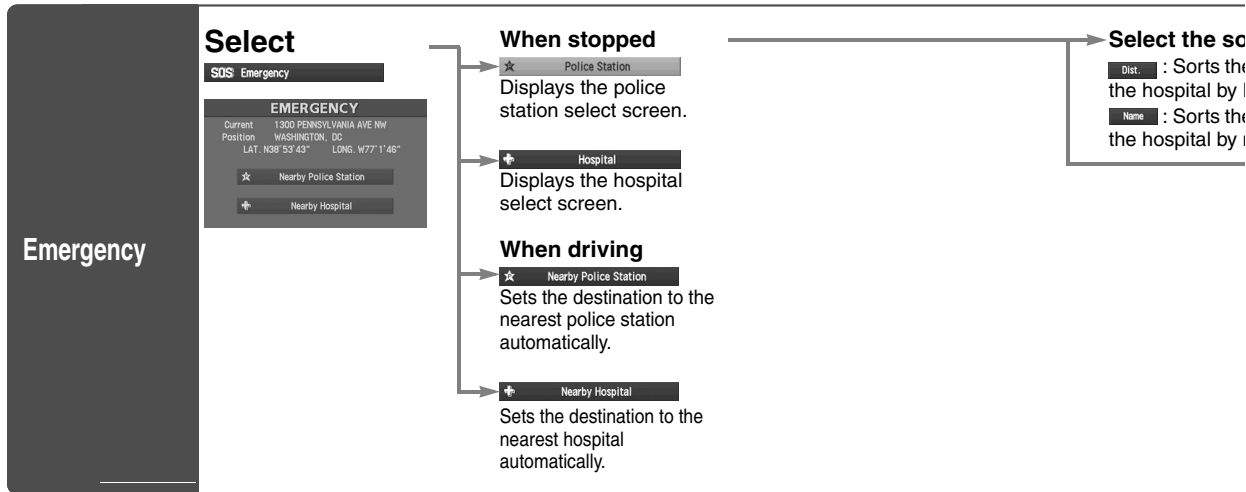 Emergency
Select
SOS Emergency
EMERGENCY
Current 1300 PENNSYLVANIA AVE NW
Position WASHINGTON, DC
LAT. N38°53'43" LONG. W77°1'46"
Nearby Police Station
Nearby Hospital
When stopped
Police Station
Displays the police
station select screen.
Hospital
Displays the hospital
select screen.
When driving
Nearby Police Station
Sets the destination to the
nearest police station
automatically.
Nearby Hospital
Sets the destination to the
nearest hospital
automatically.
Select the
Dist. : Sorts the
the hospital by
Name : Sorts the
the hospital by